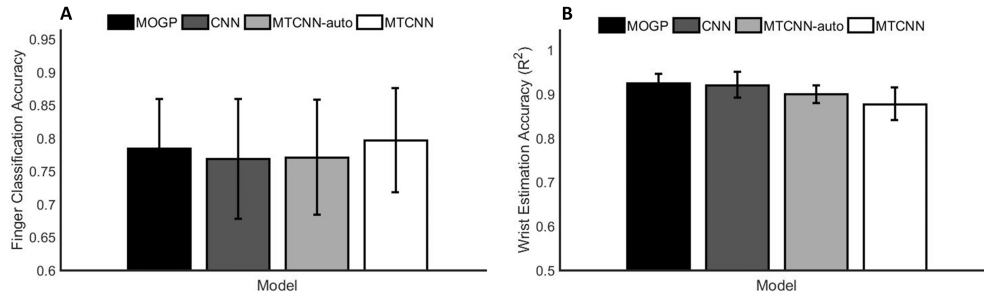 A
MOGP CNN MTCNN-auto MTCNN
Finger Classification Accuracy
0.95
0.9
0.85
0.8
0.75
0.7
0.65
0.6
Model
B
MOGP CNN MTCNN-auto MTCNN
Wrist Estimation Accuracy (R²)
1
0.9
0.8
0.7
0.6
0.5
Model